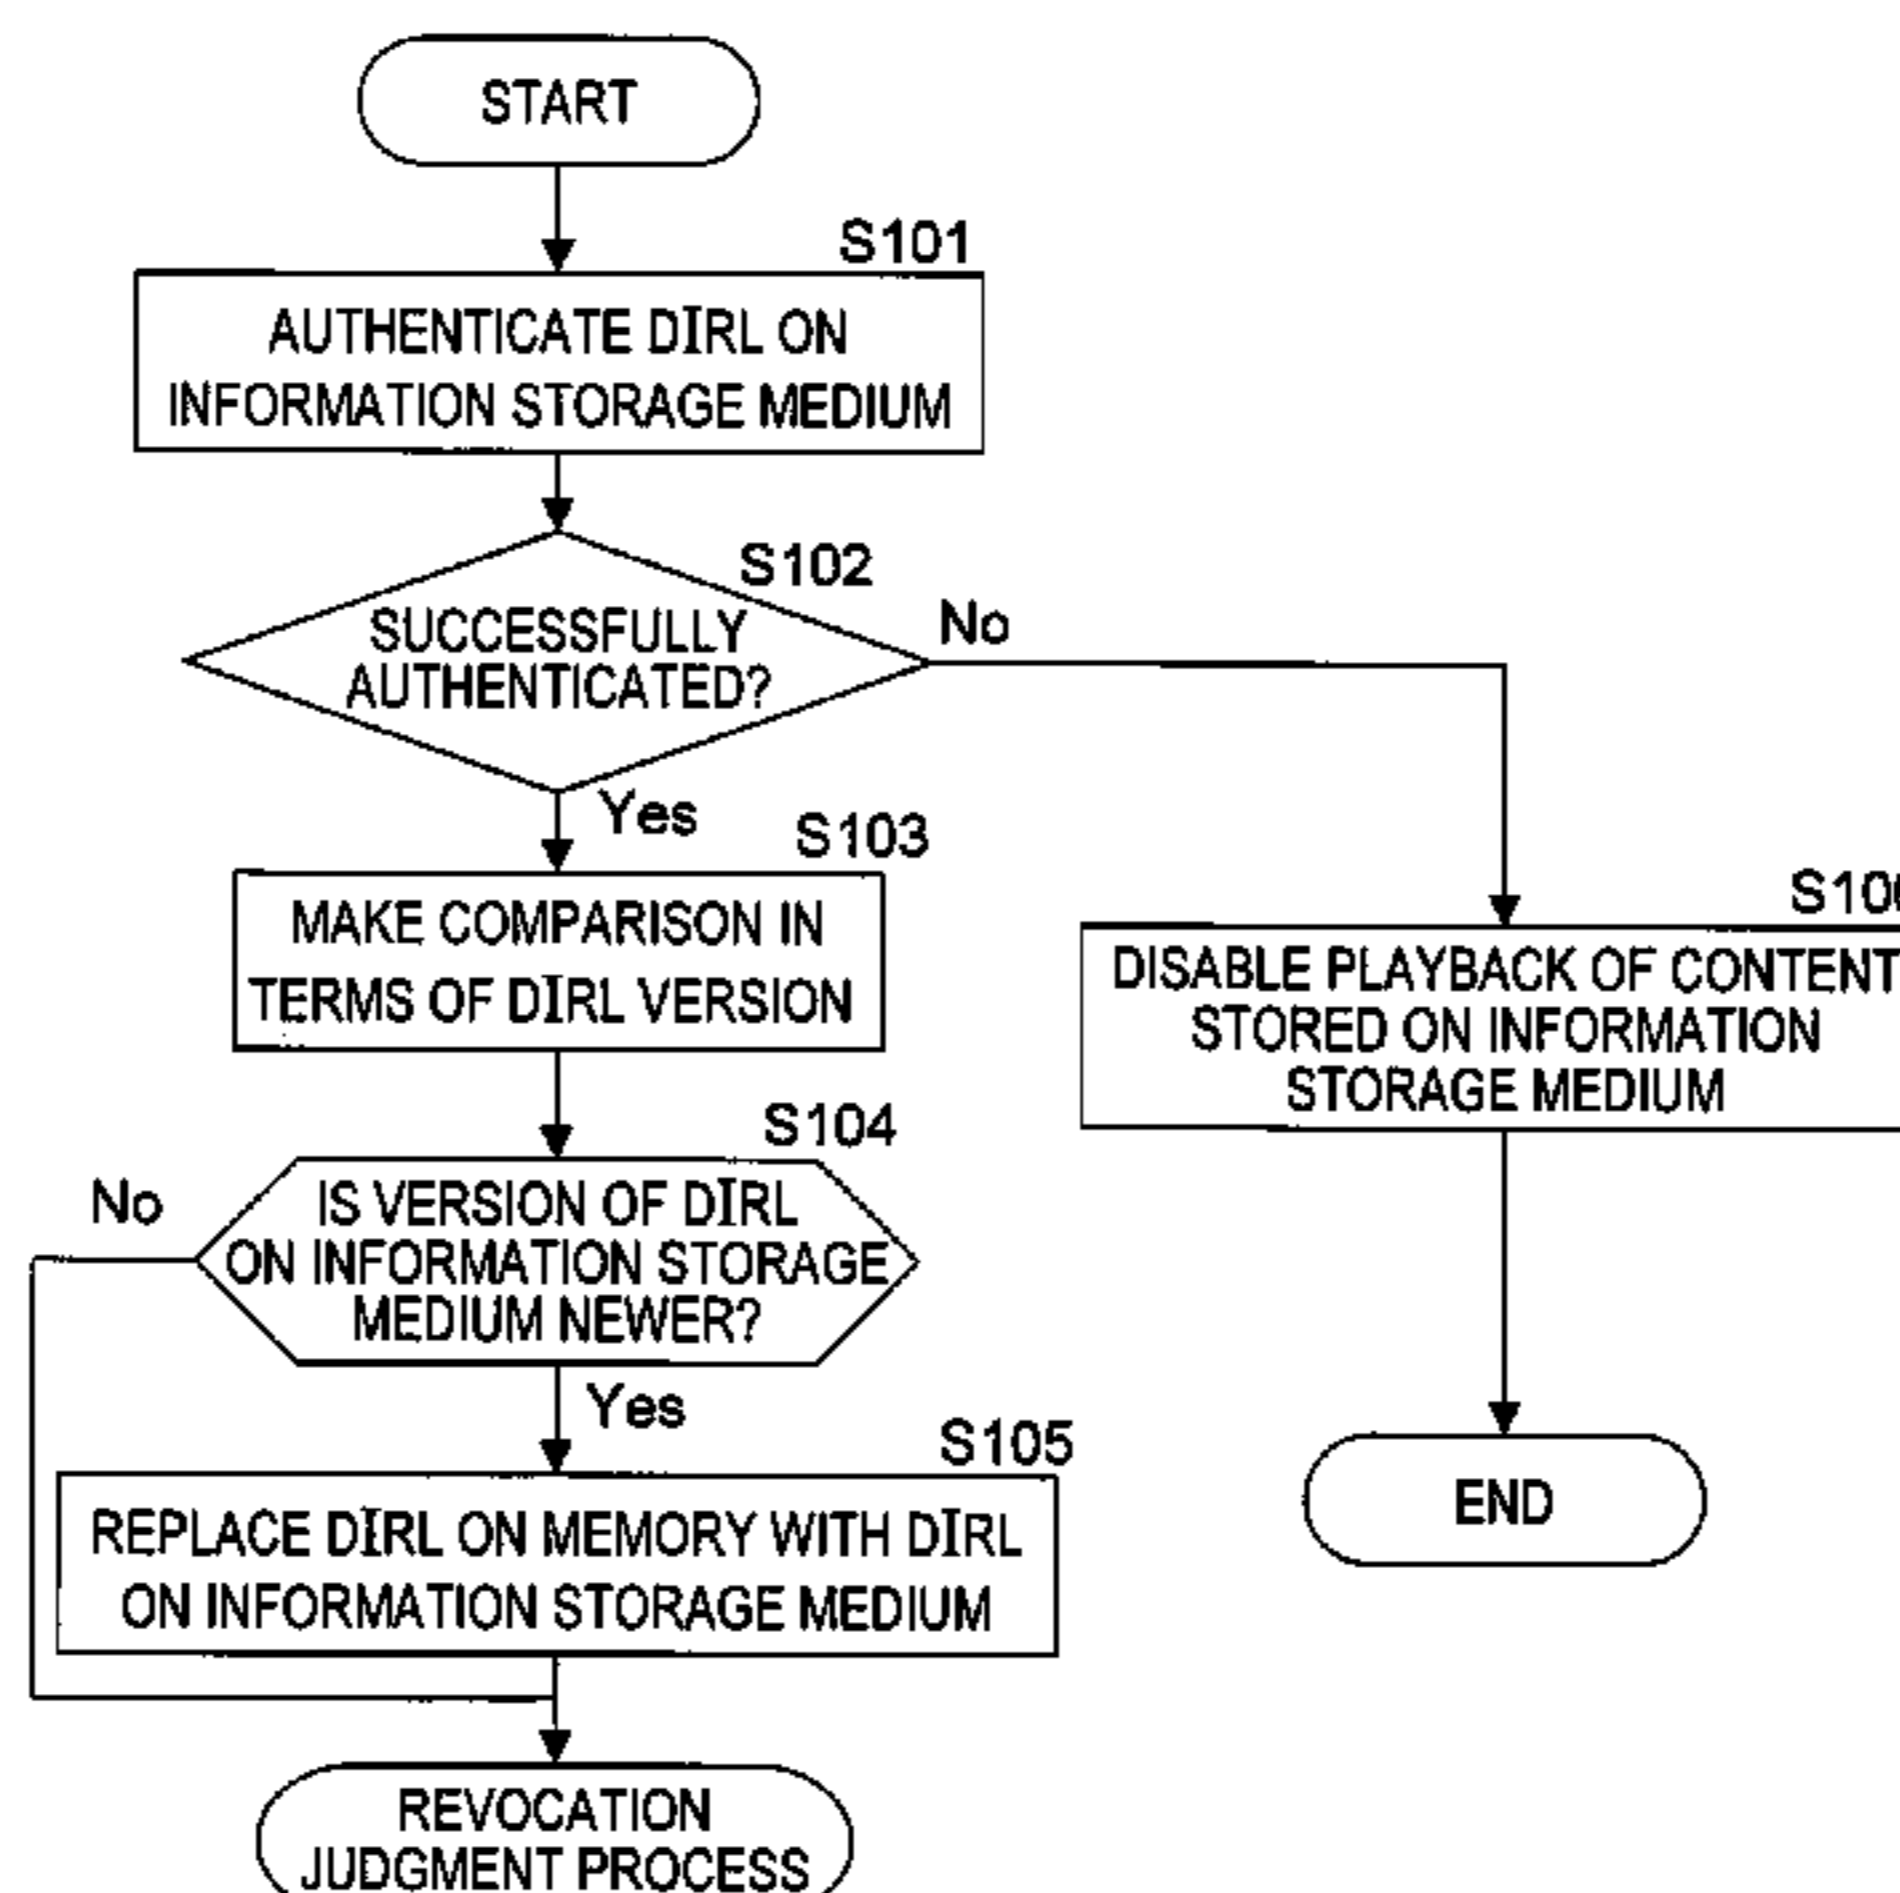 START
S101
AUTHENTICATE DIRL ON
INFORMATION STORAGE MEDIUM
S102
SUCCESSFULLY
AUTHENTICATED?
No
Yes
S103
MAKE COMPARISON IN
TERMS OF DIRL VERSION
S104
No
IS VERSION OF DIRL
ON INFORMATION STORAGE
MEDIUM NEWER?
Yes
S105
REPLACE DIRL ON MEMORY WITH DIRL
ON INFORMATION STORAGE MEDIUM
REVOCATION
JUDGMENT PROCESS
DISABLE PLAYBACK OF CONTENT
STORED ON INFORMATION
STORAGE MEDIUM
END